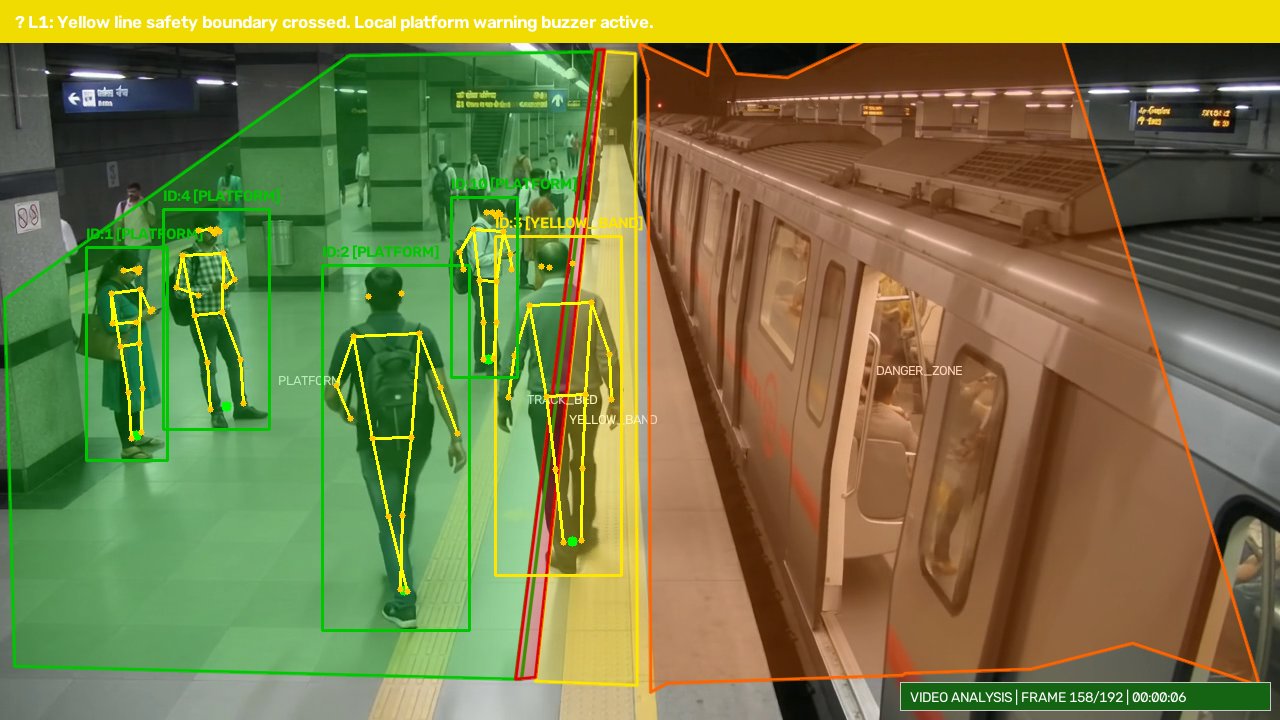 ? L1: Yellow line safety boundary crossed. Local platform warning buzzer active.
ID:4 [PLATFORM]
ID:10 [PLATFORM]
ID:1 [PLATFORM]
ID:3 [YELLOW_BAND]
ID:2 [PLATFORM]
DANGER_ZONE
PLATFORM
TRACK_BED
YELLOW_BAND
VIDEO ANALYSIS | FRAME 158/192 | 00:00:06